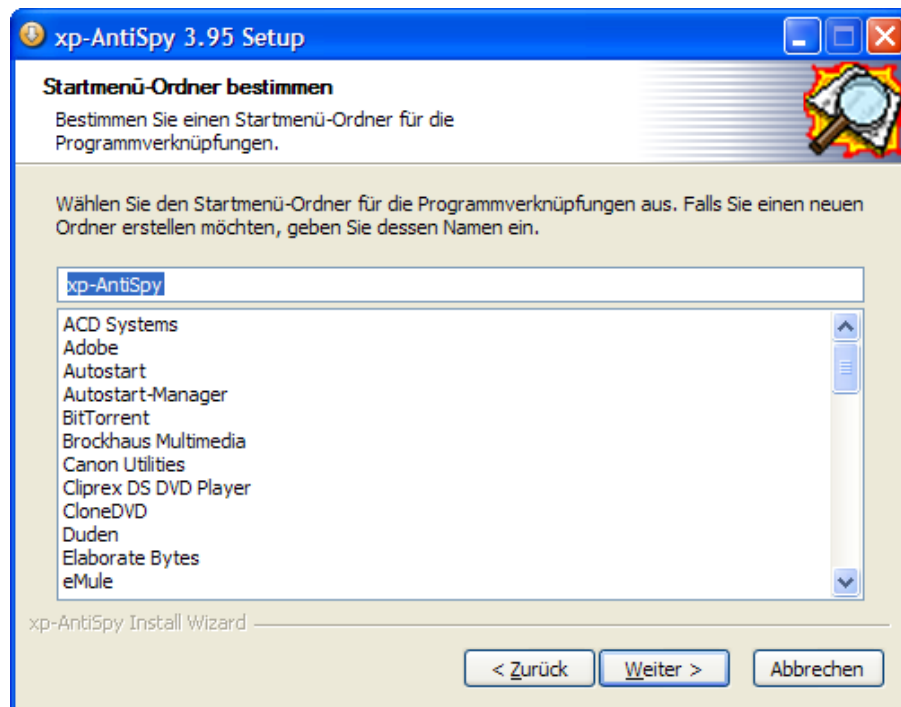 xp-AntiSpy 3.95 Setup
Startmenü-Ordner bestimmen
Bestimmen Sie einen Startmenü-Ordner für die
Programmverknüpfungen.
Wählen Sie den Startmenü-Ordner für die Programmverknüpfungen aus. Falls Sie einen neuen
Ordner erstellen möchten, geben Sie dessen Namen ein.
xp-AntiSpy
ACD Systems
Adobe
Autostart
Autostart-Manager
BitTorrent
Brockhaus Multimedia
Canon Utilities
Cliprex DS DVD Player
CloneDVD
Duden
Elaborate Bytes
eMule
xp-AntiSpy Install Wizard
< Zurück
Weiter >
Abbrechen